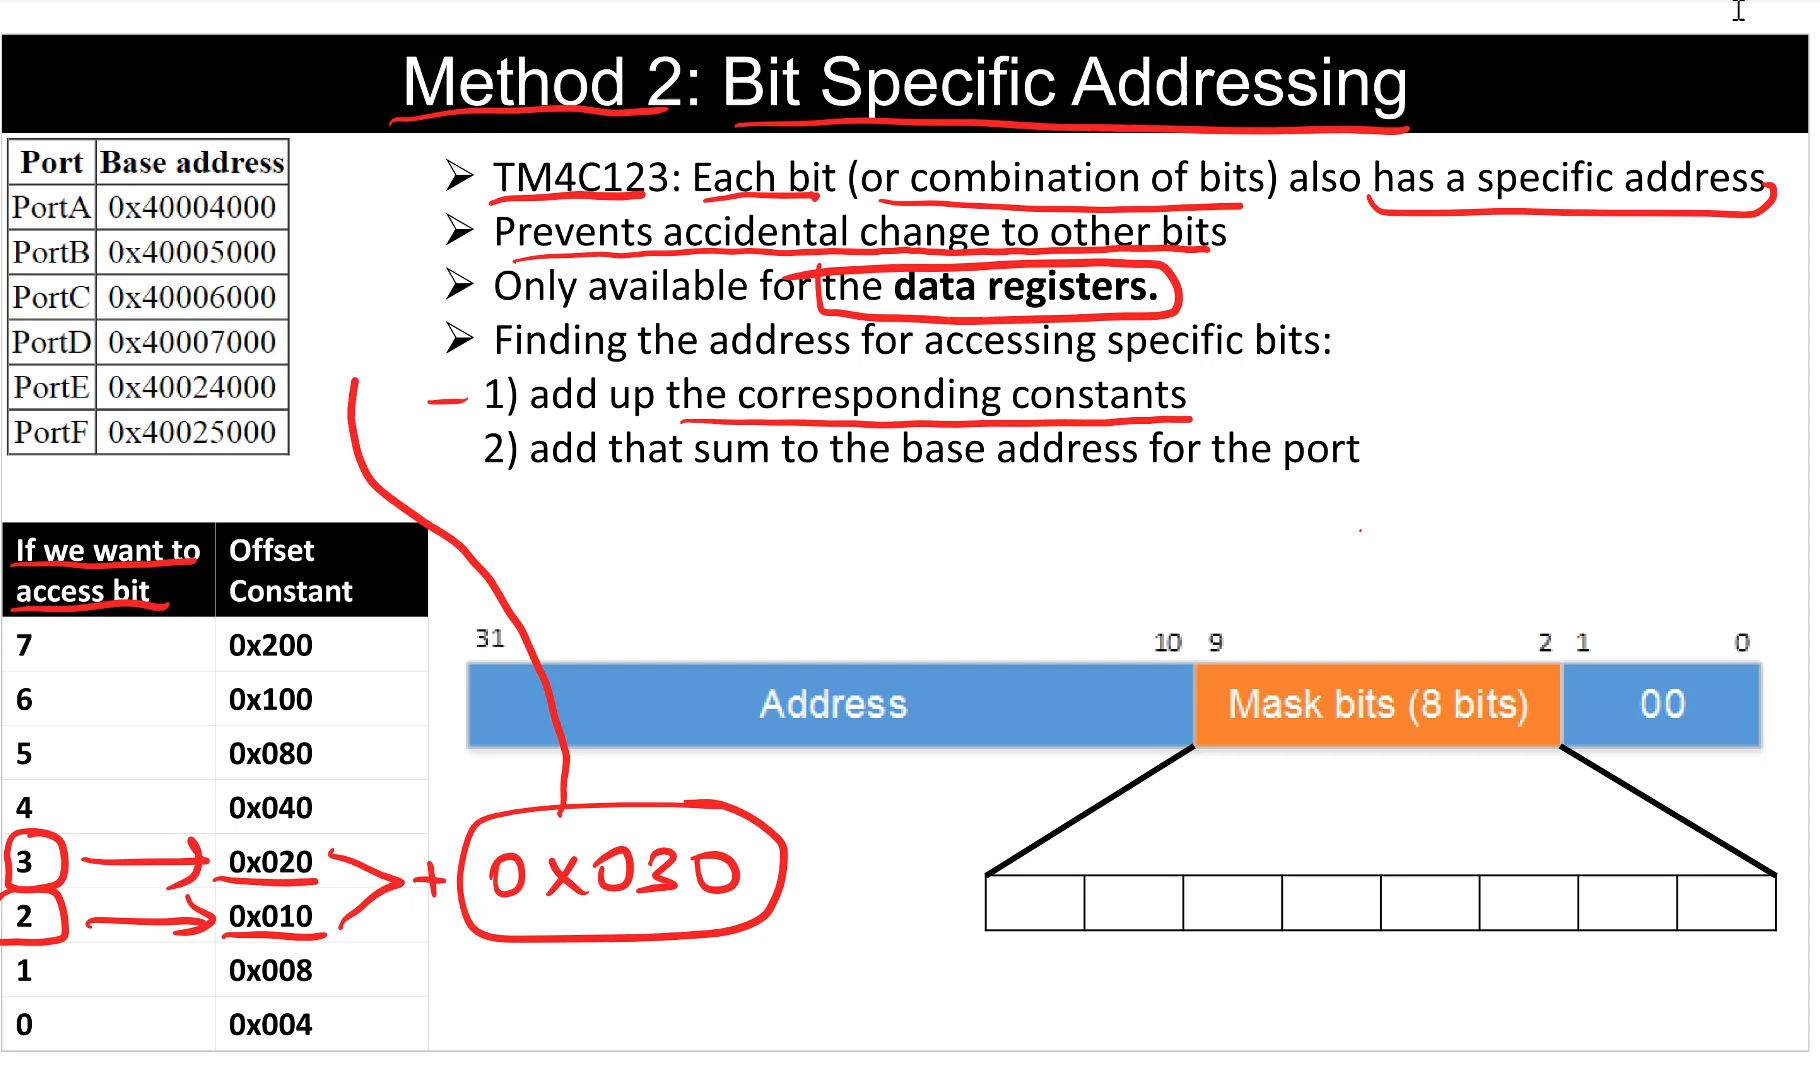 Method 2: Bit Specific Addressing
Port Base address
PortA 0x40004000
PortB 0x40005000
PortC 0x40006000
PortD 0x40007000
PortE 0x40024000
PortF 0x40025000
➢ TM4C123: Each bit (or combination of bits) also has a specific address
➢ Prevents accidental change to other bits
➢ Only available for the data registers.
➢ Finding the address for accessing specific bits:
1) add up the corresponding constants
2) add that sum to the base address for the port
If we want to access bit
Offset Constant
7 0x200
6 0x100
5 0x080
4 0x040
3 0x020
2 0x010
1 0x008
0 0x004
+ 0x030
31 10 9 2 1 0
Address Mask bits (8 bits) 00